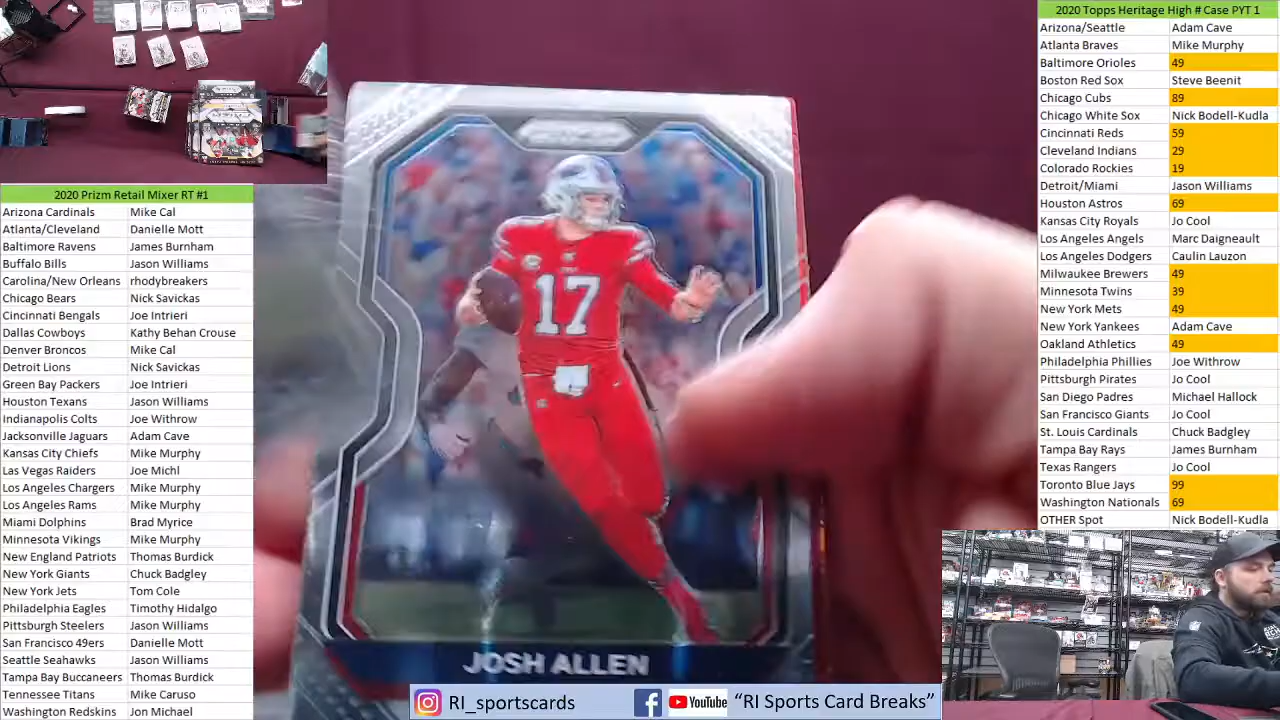 2020 Prizm Retail Mixer RT #1
Arizona Cardinals Mike Cal
Atlanta/Cleveland Danielle Mott
Baltimore Ravens James Burnham
Buffalo Bills Jason Williams
Carolina/New Orleans rhodybreakers
Chicago Bears Nick Savickas
Cincinnati Bengals Joe Intrieri
Dallas Cowboys Kathy Behan Crouse
Denver Broncos Mike Cal
Detroit Lions Nick Savickas
Green Bay Packers Joe Intrieri
Houston Texans Jason Williams
Indianapolis Colts Joe Withrow
Jacksonville Jaguars Adam Cave
Kansas City Chiefs Mike Murphy
Las Vegas Raiders Joe Michl
Los Angeles Chargers Mike Murphy
Los Angeles Rams Mike Murphy
Miami Dolphins Brad Myrice
Minnesota Vikings Mike Murphy
New England Patriots Thomas Burdick
New York Giants Chuck Badgley
New York Jets Tom Cole
Philadelphia Eagles Timothy Hidalgo
Pittsburgh Steelers Jason Williams
San Francisco 49ers Danielle Mott
Seattle Seahawks Jason Williams
Tampa Bay Buccaneers Thomas Burdick
Tennessee Titans Mike Caruso
Washington Redskins Jon Michael
17
JOSH ALLEN
RI_sportscards YouTube "RI Sports Card Breaks"
2020 Topps Heritage High # Case PYT 1
Arizona/Seattle Adam Cave
Atlanta Braves Mike Murphy
Baltimore Orioles 49
Boston Red Sox Steve Beenit
Chicago Cubs 89
Chicago White Sox Nick Bodell-Kudla
Cincinnati Reds 59
Cleveland Indians 29
Colorado Rockies 19
Detroit/Miami Jason Williams
Houston Astros 69
Kansas City Royals Jo Cool
Los Angeles Angels Marc Daigneault
Los Angeles Dodgers Caulin Lauzon
Milwaukee Brewers 49
Minnesota Twins 39
New York Mets 49
New York Yankees Adam Cave
Oakland Athletics 49
Philadelphia Phillies Joe Withrow
Pittsburgh Pirates Jo Cool
San Diego Padres Michael Hallock
San Francisco Giants Jo Cool
St. Louis Cardinals Chuck Badgley
Tampa Bay Rays James Burnham
Texas Rangers Jo Cool
Toronto Blue Jays 99
Washington Nationals 69
OTHER Spot Nick Bodell-Kudla